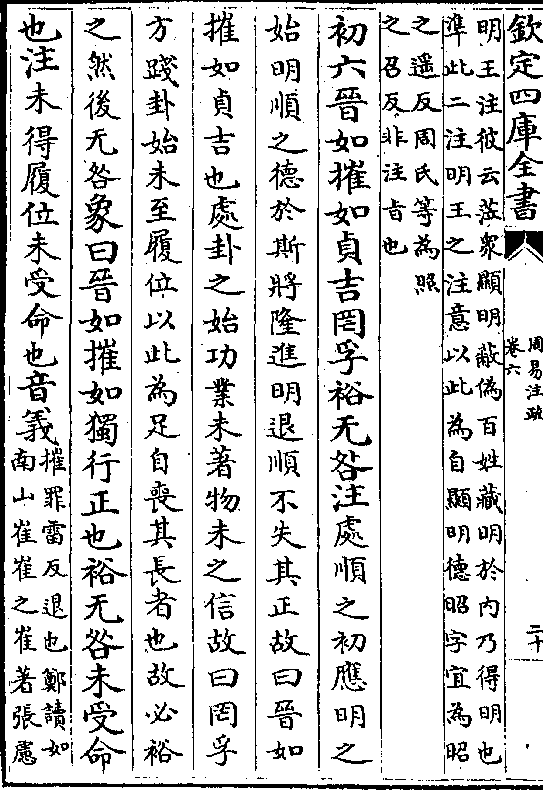 欽定四庫全書
周易注疏
卷六
二十
明王注彼云莅衆顯明蔽偽百姓藏明於内乃得明也
凖此二注明王之注意以此為自顯明德昭字宜為昭
之遥反周氏等為照
之召反非注旨也
初六晉如摧如貞吉罔孚裕无咎注處順之初應明之
始明順之德於斯將隆進明退順不失其正故曰晉如
摧如貞吉也處卦之始功業未著物未之信故曰罔孚
方踐卦始未至履位以此為足自喪其長者也故必裕
之然後无咎象曰晉如摧如獨行正也裕无咎未受命
也注未得履位未受命也音義摧罪雷反退也鄭讀如
南山崔崔之崔著張慮